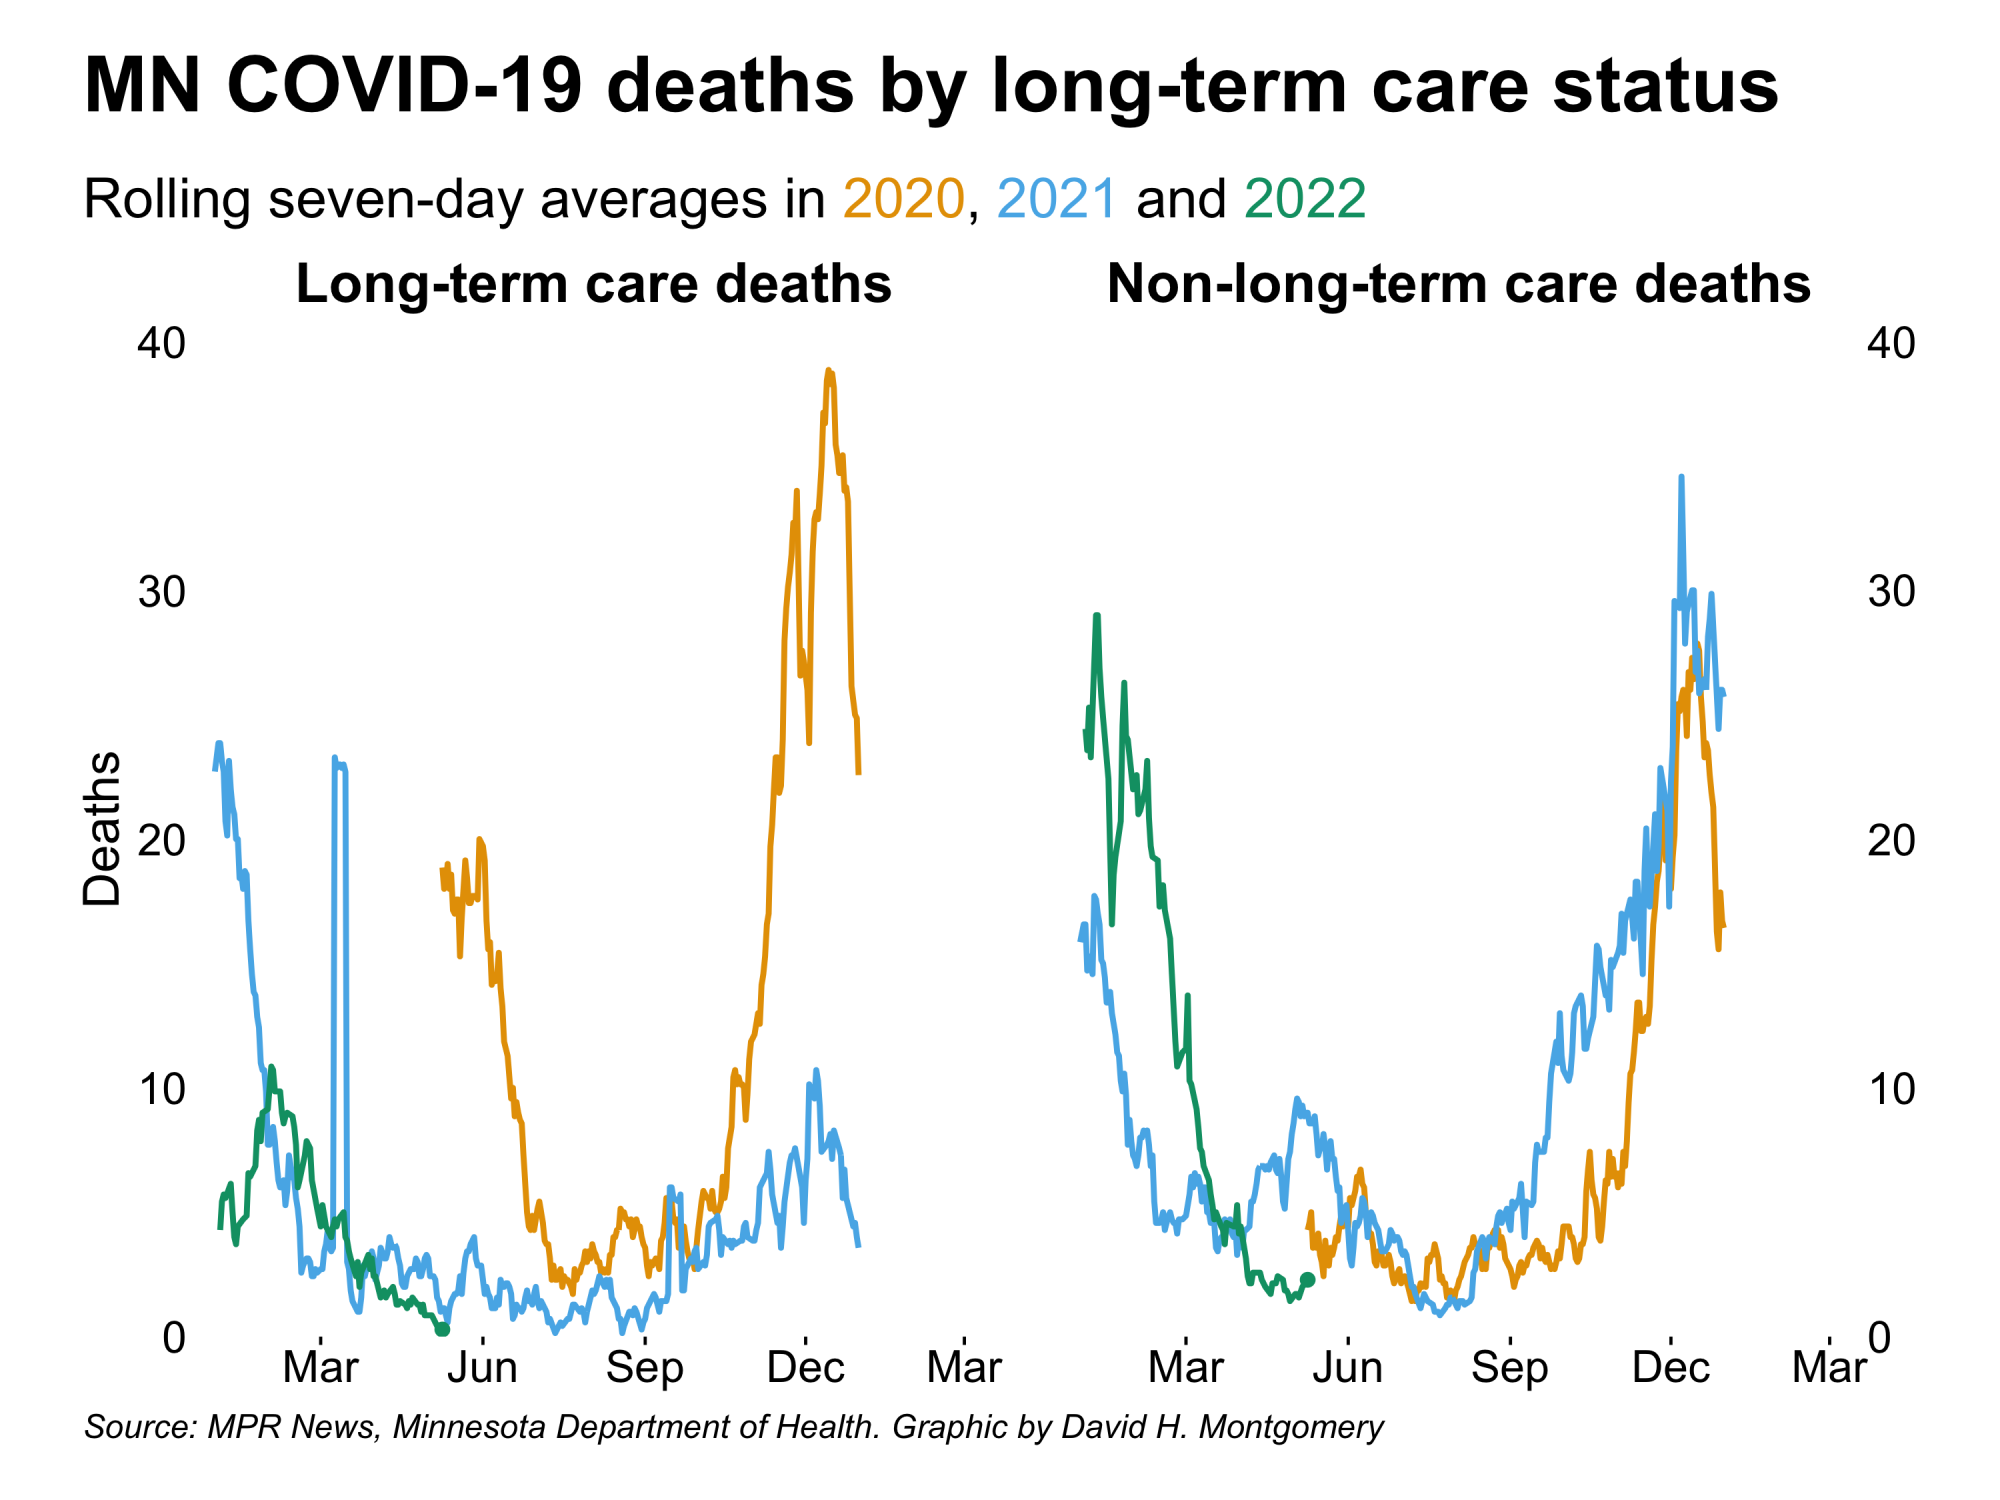 MN COVID-19 deaths by long-term care status
Rolling seven-day averages in 2020, 2021 and 2022
Long-term care deaths
Non-long-term care deaths
Deaths
40
30
20
10
0
Mar Jun Sep Dec Mar
Mar Jun Sep Dec Mar
40
30
20
10
0
Source: MPR News, Minnesota Department of Health. Graphic by David H. Montgomery